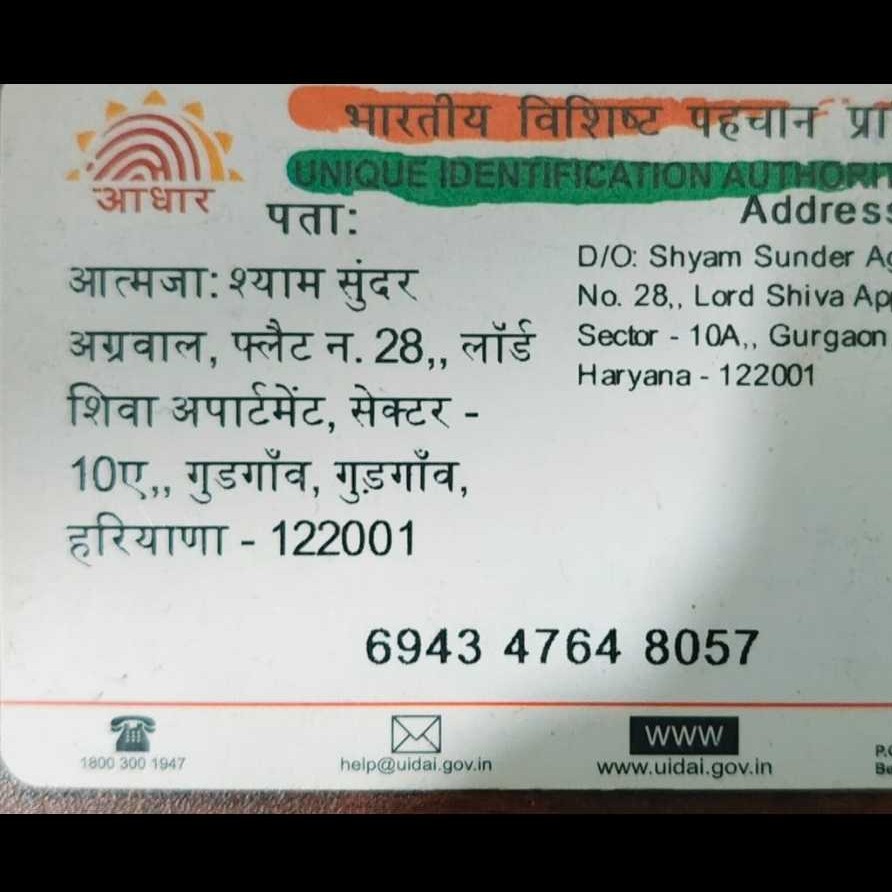 भारतीय विशिष्ट पहचान
आधार
UNIQUE IDENTIFICATION AUTHORIT
पता:
आत्मजा: श्याम सुंदर
अग्रवाल, फ्लैट न. 28,, लॉर्ड
शिवा अपार्टमेंट, सेक्टर -
10ए,, गुडगाँव, गुड़गाँव,
हरियाणा - 122001
Address
D/O: Shyam Sunder
No. 28,, Lord Shiva
Sector - 10A,, Gurgaon
Haryana - 122001
6943 4764 8057
1800 300 1947
help@uidai.gov.in
WWW
www.uidai.gov.in